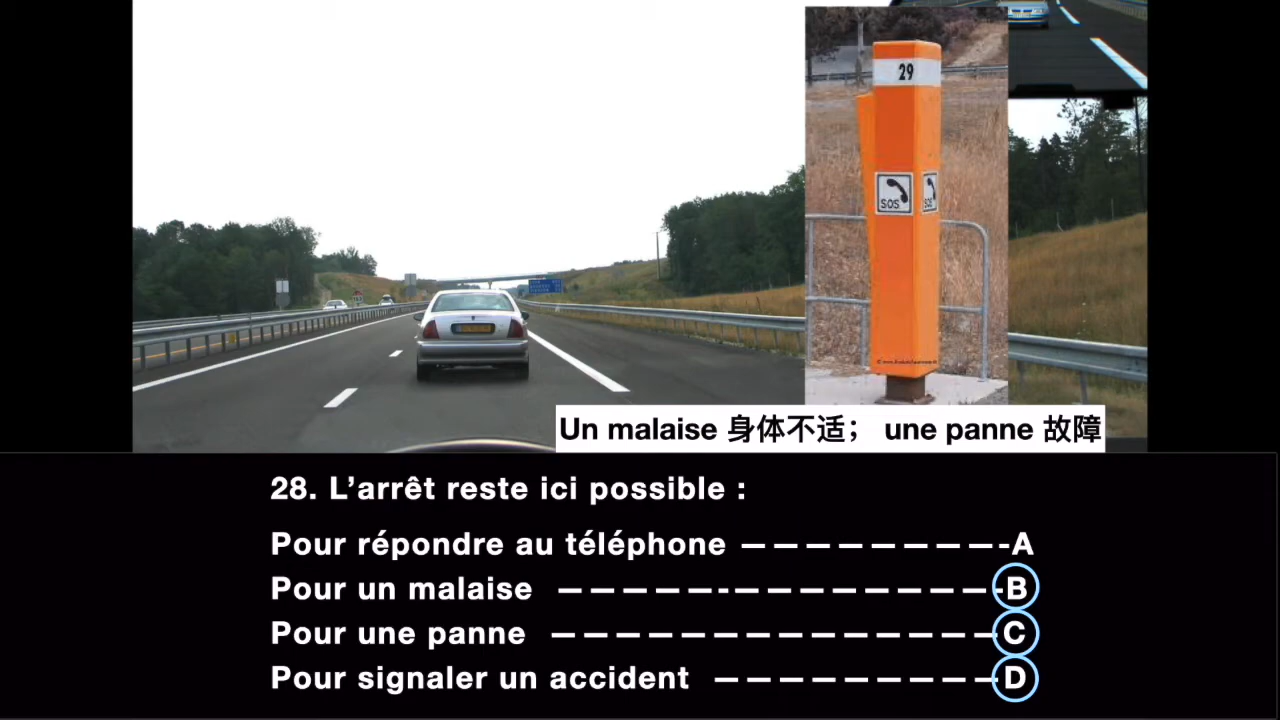 29
SOS
SOS
Un malaise 身体不适； une panne 故障
28. L’arrêt reste ici possible :
Pour répondre au téléphone — — — — — — — — — -A
Pour un malaise — — — — — - — — — — — — — — -B
Pour une panne — — — — — — — — — — — — — — C
Pour signaler un accident — — — — — — — — — D